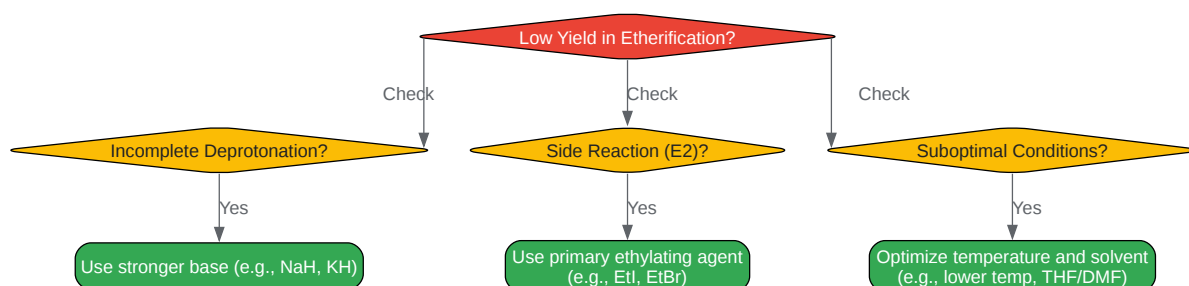 Low Yield in Etherification?
Check
Check
Check
Incomplete Deprotonation?
Side Reaction (E2)?
Suboptimal Conditions?
Yes
Yes
Yes
Use stronger base (e.g., NaH, KH)
Use primary ethylating agent
(e.g., EtI, EtBr)
Optimize temperature and solvent
(e.g., lower temp, THF/DMF)